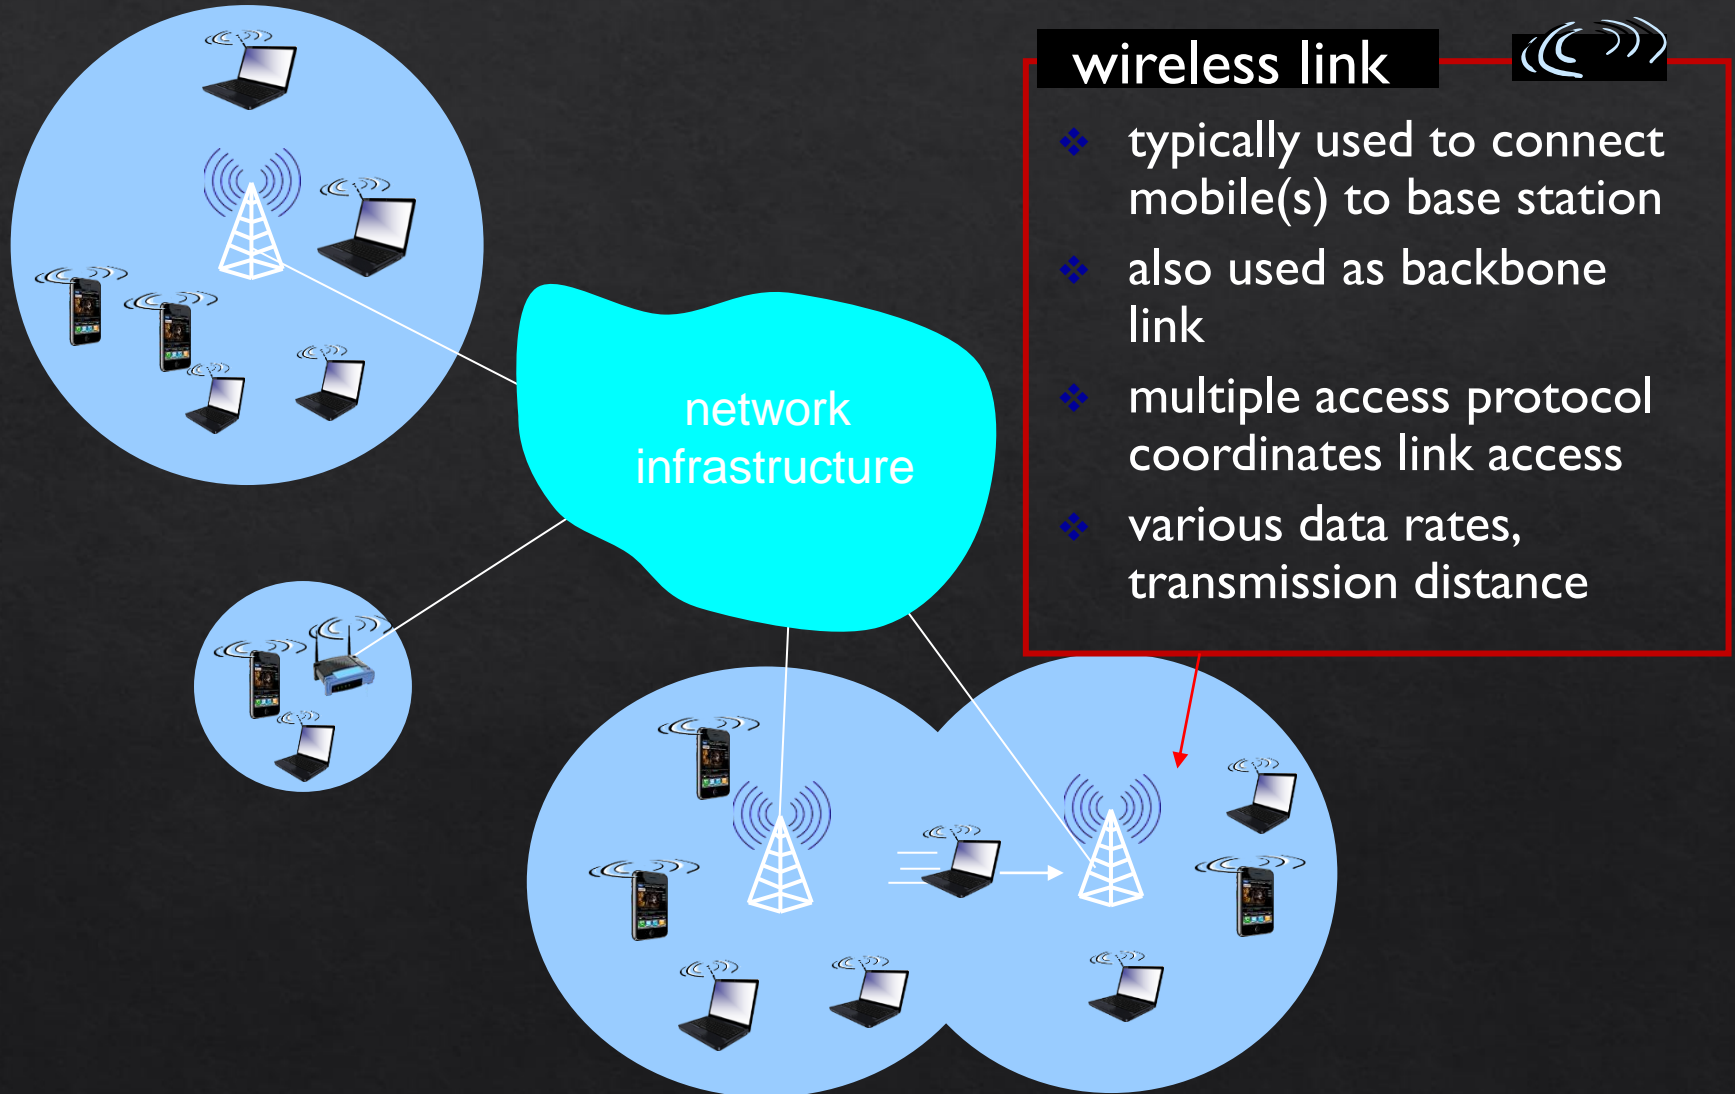 wireless link
❖ typically used to connect
mobile(s) to base station
❖ also used as backbone
link
❖ multiple access protocol
coordinates link access
❖ various data rates,
transmission distance
network
infrastructure